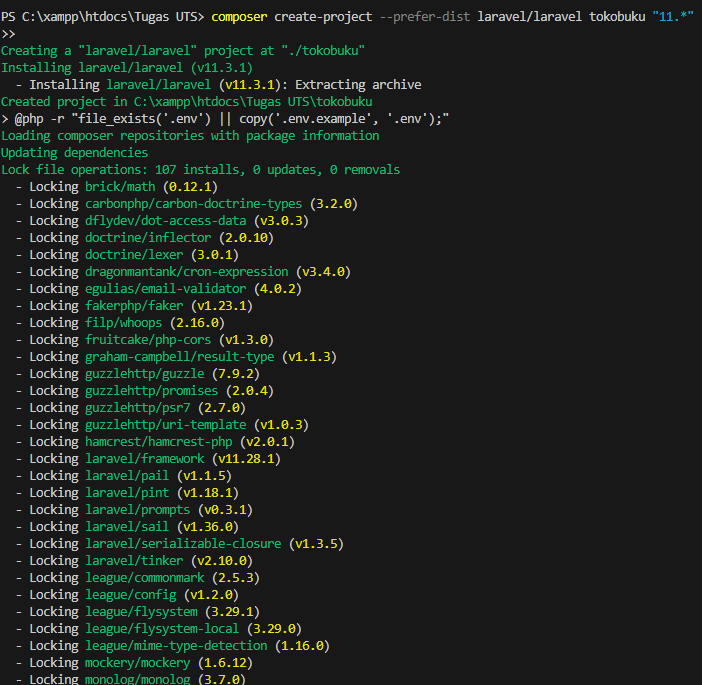 PS C:\xampp\htdocs\Tugas UTS> composer create-project --prefer-dist laravel/laravel tokobuku "11.*"
>>
Creating a "laravel/laravel" project at "./tokobuku"
Installing laravel/laravel (v11.3.1)
  - Installing laravel/laravel (v11.3.1): Extracting archive
Created project in C:\xampp\htdocs\Tugas UTS\tokobuku
> @php -r "file_exists('.env') || copy('.env.example', '.env');"
Loading composer repositories with package information
Updating dependencies
Lock file operations: 107 installs, 0 updates, 0 removals
  - Locking brick/math (0.12.1)
  - Locking carbonphp/carbon-doctrine-types (3.2.0)
  - Locking dflydev/dot-access-data (v3.0.3)
  - Locking doctrine/inflector (2.0.10)
  - Locking doctrine/lexer (3.0.1)
  - Locking dragonmantank/cron-expression (v3.4.0)
  - Locking egulias/email-validator (4.0.2)
  - Locking fakerphp/faker (v1.23.1)
  - Locking filp/whoops (2.16.0)
  - Locking fruitcake/php-cors (v1.3.0)
  - Locking graham-campbell/result-type (v1.1.3)
  - Locking guzzlehttp/guzzle (7.9.2)
  - Locking guzzlehttp/promises (2.0.4)
  - Locking guzzlehttp/psr7 (2.7.0)
  - Locking guzzlehttp/uri-template (v1.0.3)
  - Locking hamcrest/hamcrest-php (v2.0.1)
  - Locking laravel/framework (v11.28.1)
  - Locking laravel/pail (v1.1.5)
  - Locking laravel/pint (v1.18.1)
  - Locking laravel/prompts (v0.3.1)
  - Locking laravel/sail (v1.36.0)
  - Locking laravel/serializable-closure (v1.3.5)
  - Locking laravel/tinker (v2.10.0)
  - Locking league/commonmark (2.5.3)
  - Locking league/config (v1.2.0)
  - Locking league/flysystem (3.29.1)
  - Locking league/flysystem-local (3.29.0)
  - Locking league/mime-type-detection (1.16.0)
  - Locking mockery/mockery (1.6.12)
  - Locking monolog/monolog (3.7.0)